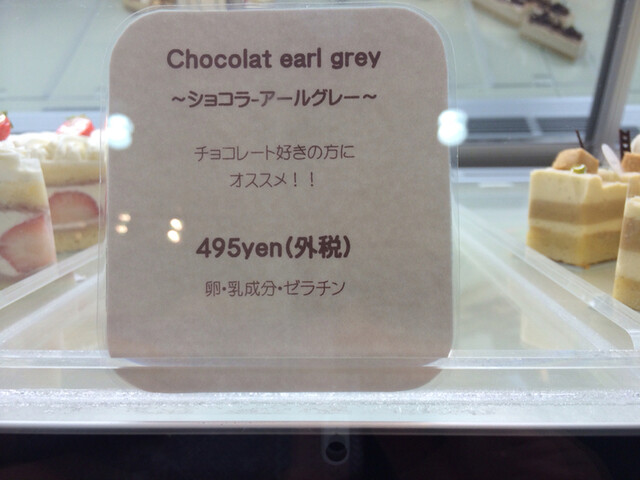 Chocolat earl grey
～ショコラ-アールグレー～
チョコレート好きの方に
オススメ！！
495yen(外税)
卵・乳成分・ゼラチン